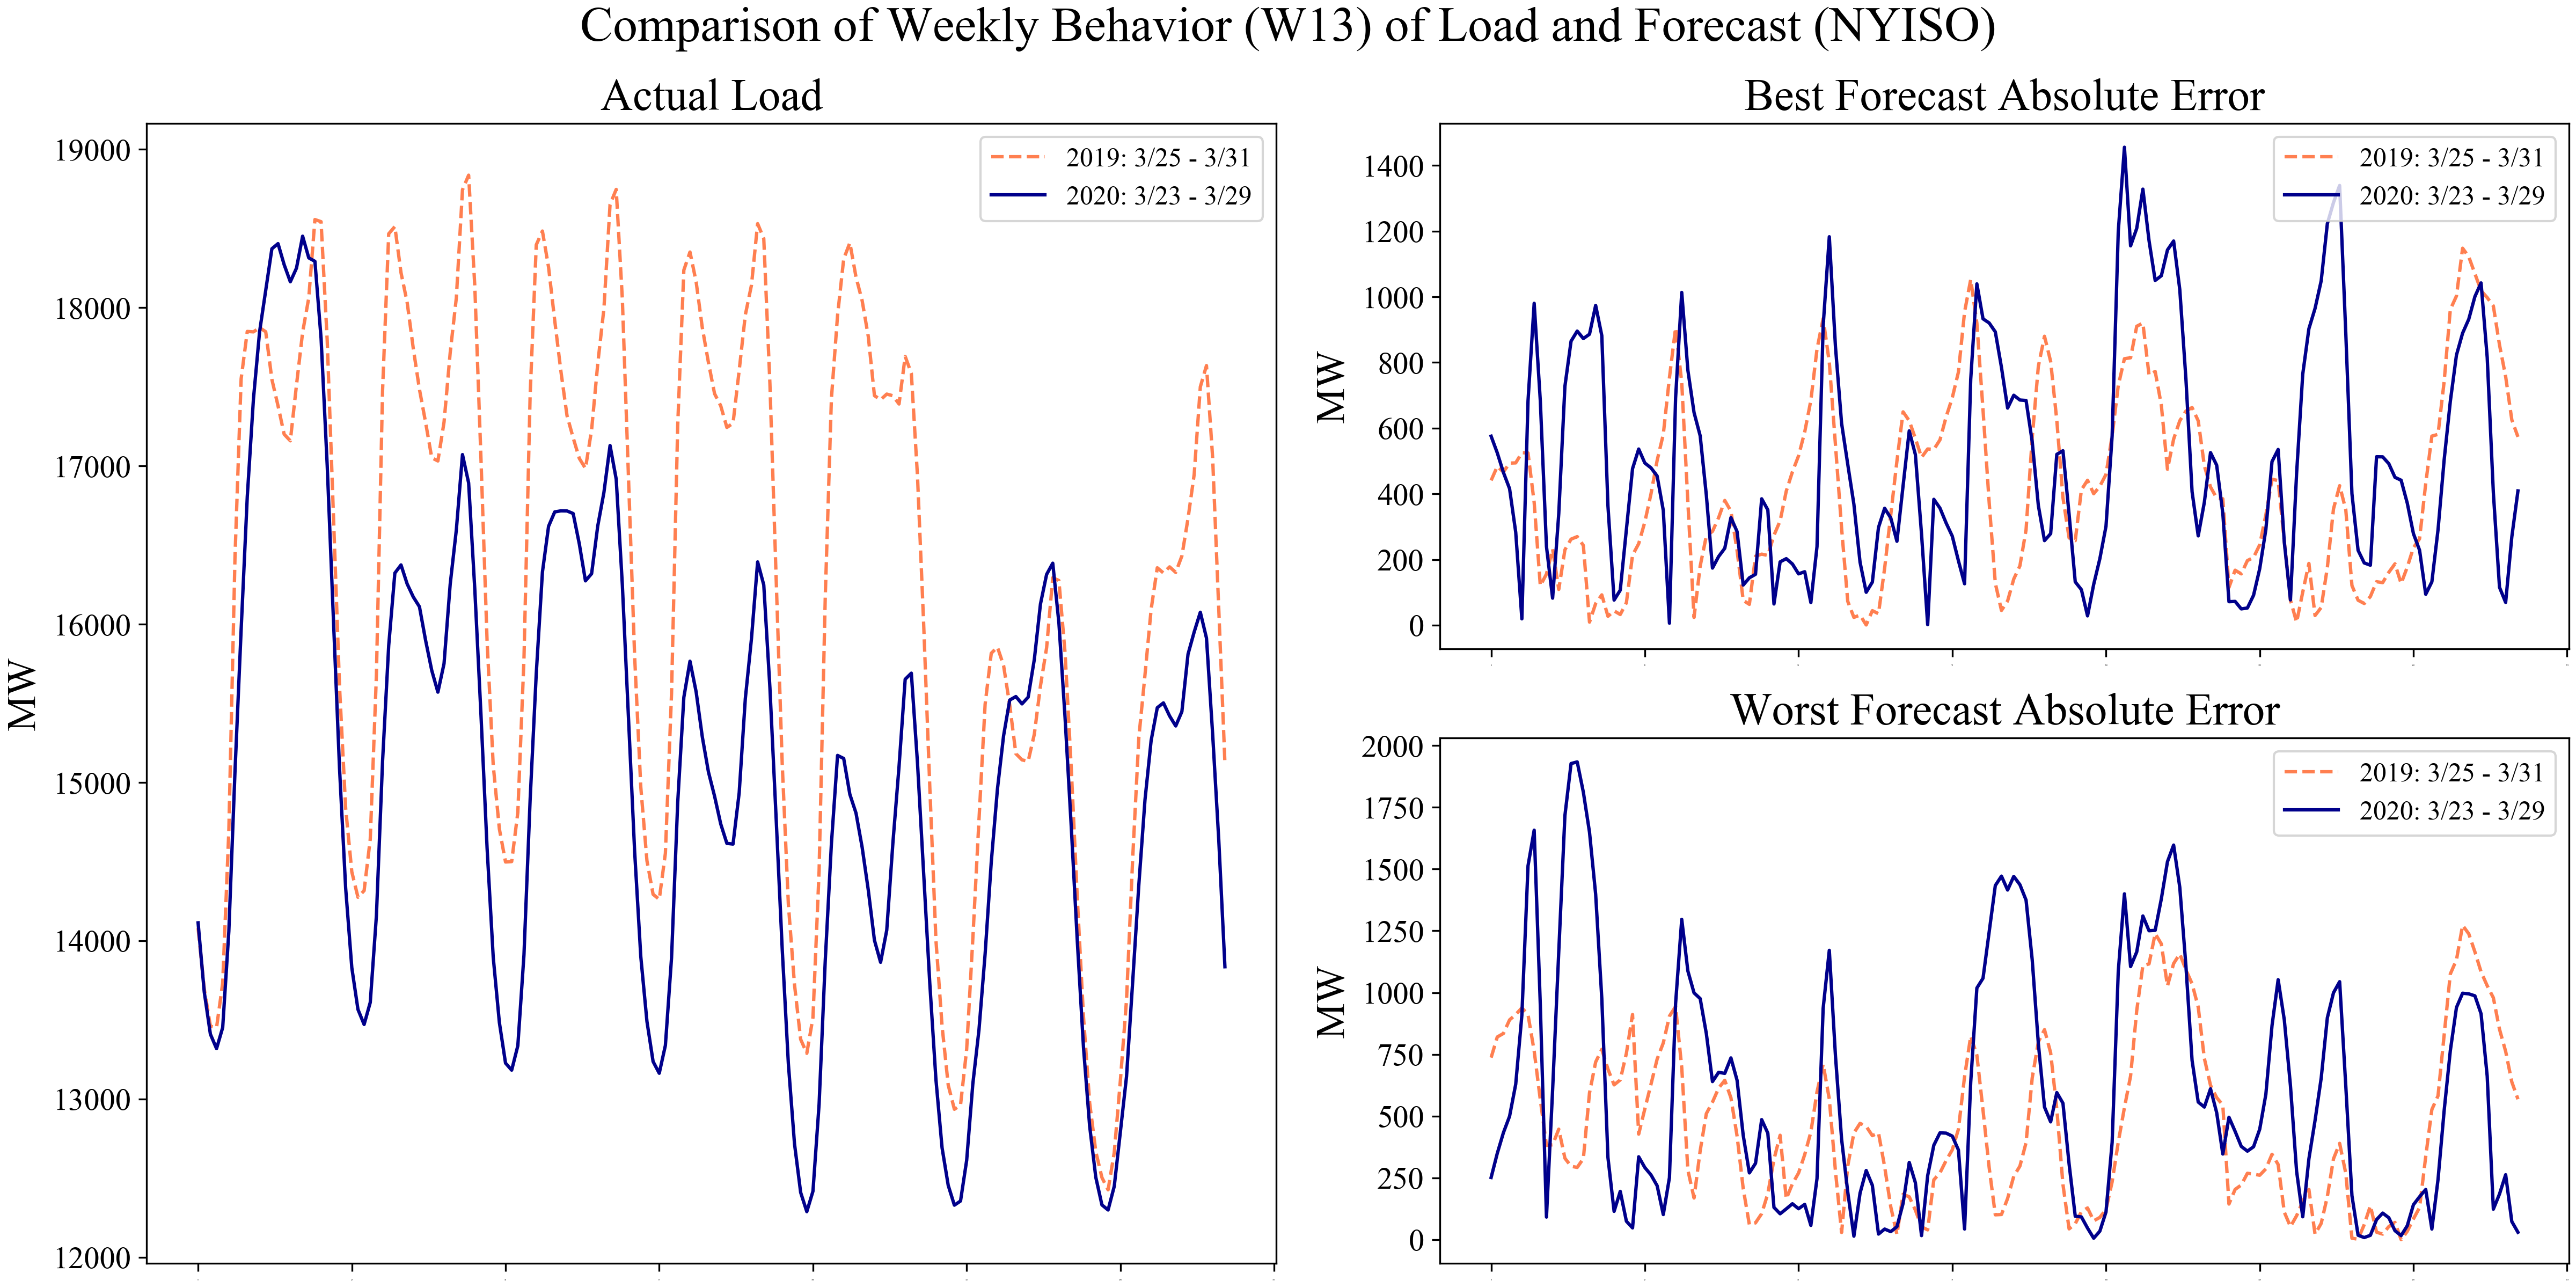 Comparison of Weekly Behavior (W13) of Load and Forecast (NYISO)
Actual Load
MW
19000
18000
17000
16000
15000
14000
13000
12000
2019: 3/25 - 3/31
2020: 3/23 - 3/29
Best Forecast Absolute Error
MW
1400
1200
1000
800
600
400
200
0
2019: 3/25 - 3/31
2020: 3/23 - 3/29
Worst Forecast Absolute Error
MW
2000
1750
1500
1250
1000
750
500
250
0
2019: 3/25 - 3/31
2020: 3/23 - 3/29